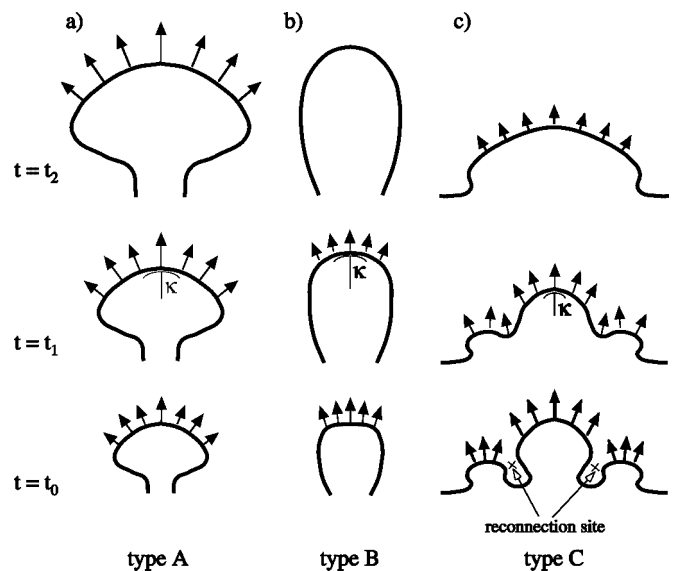 a) b) c)
t = t2
κ κ κ
t = t1
t = t0
reconnection site
type A type B type C